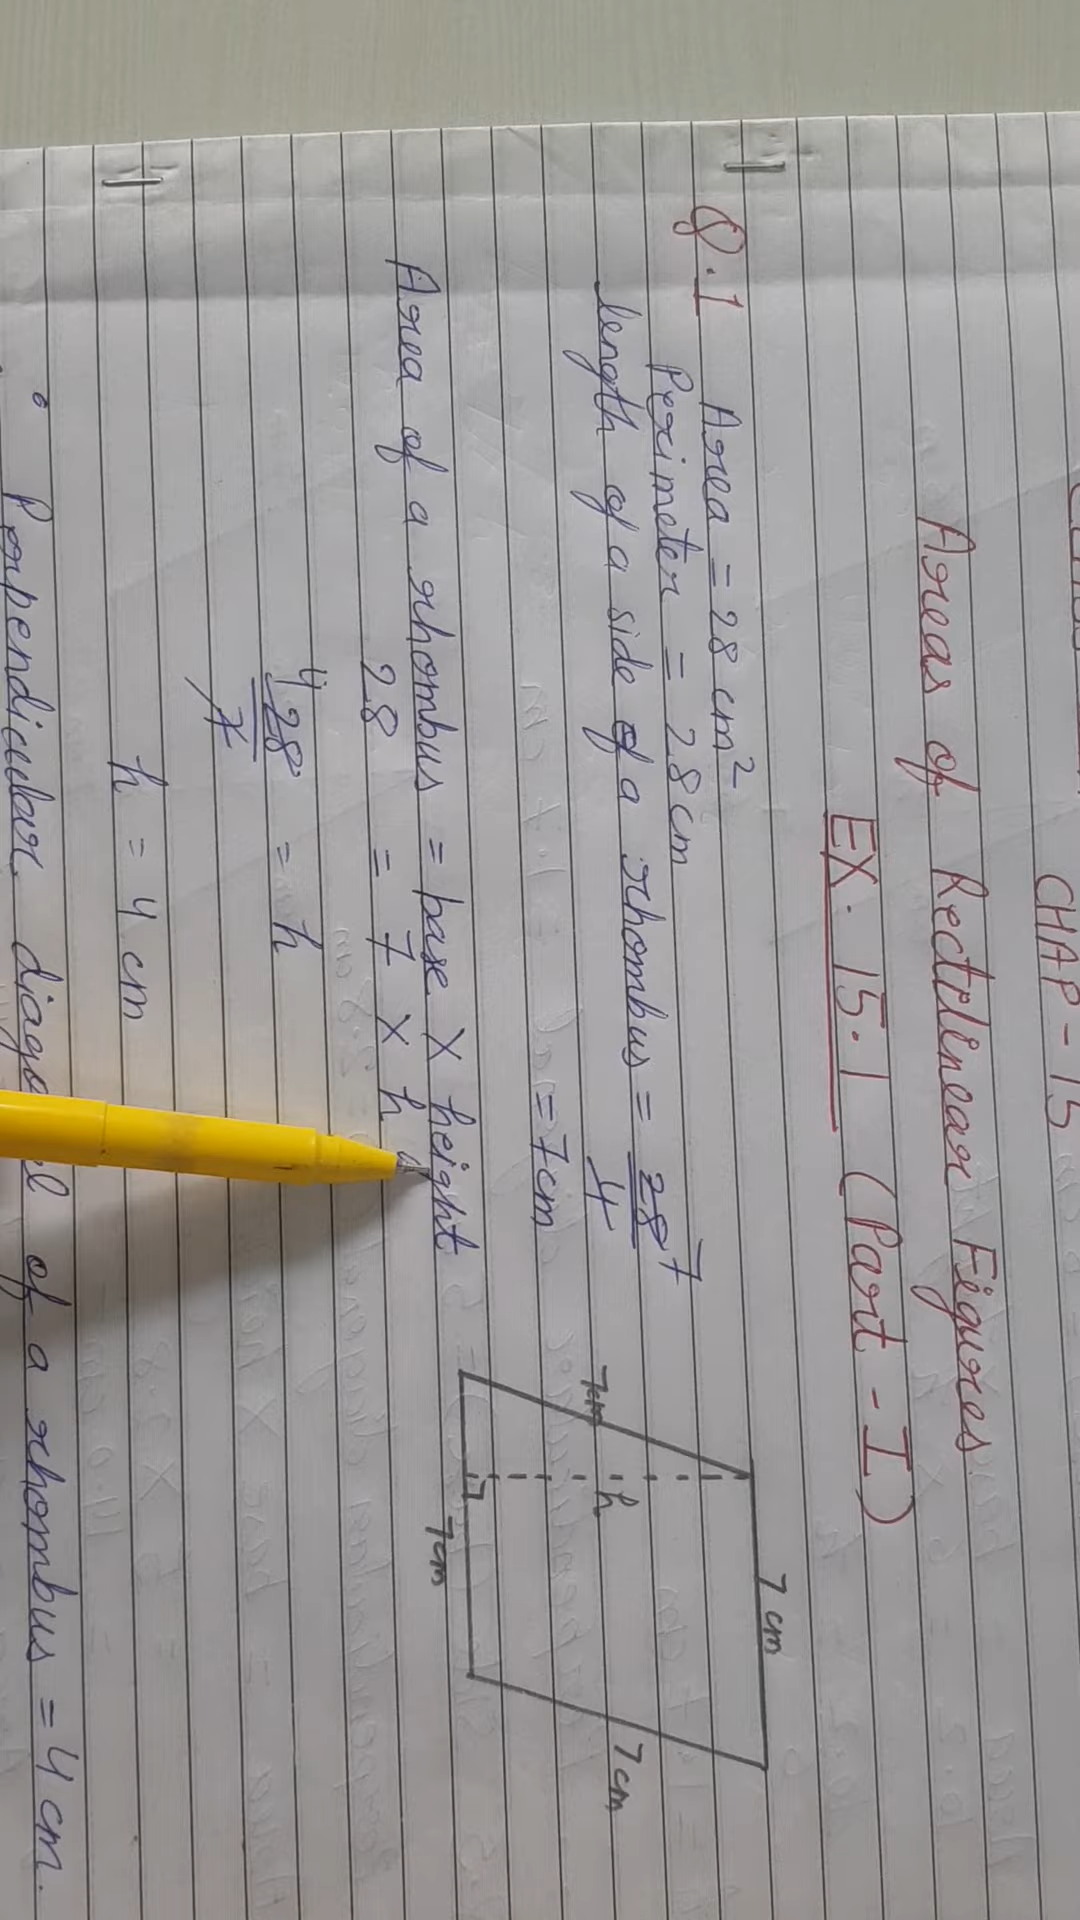 CHAP-15
Areas of Rectilinear Figures
EX. 15.1 (Part - I)
Q.1 Area = 28 cm²
Perimeter = 28 cm
length of a side of a rhombus = 28 7
4
= 7cm
Area of a rhombus = base × height
28 = 7 × h
4 28 = h
7
h = 4 cm
Perpendicular of a rhombus = 4 cm.
7 cm
7cm
h
7 cm
7cm